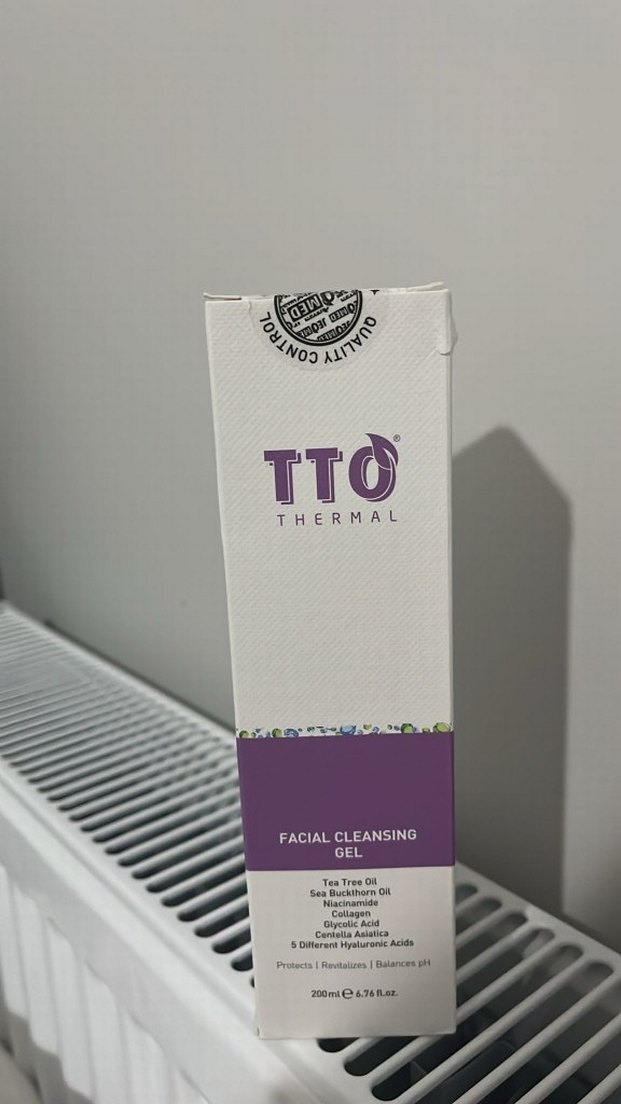 QUALITY CONTROL
JEOMED
TTO®
THERMAL
FACIAL CLEANSING
GEL
Tea Tree Oil
Sea Buckthorn Oil
Niacinamide
Collagen
Glycolic Acid
Centella Asiatica
5 Different Hyaluronic Acids
Protects | Revitalizes | Balances pH
200ml ℮ 6.76 fl.oz.